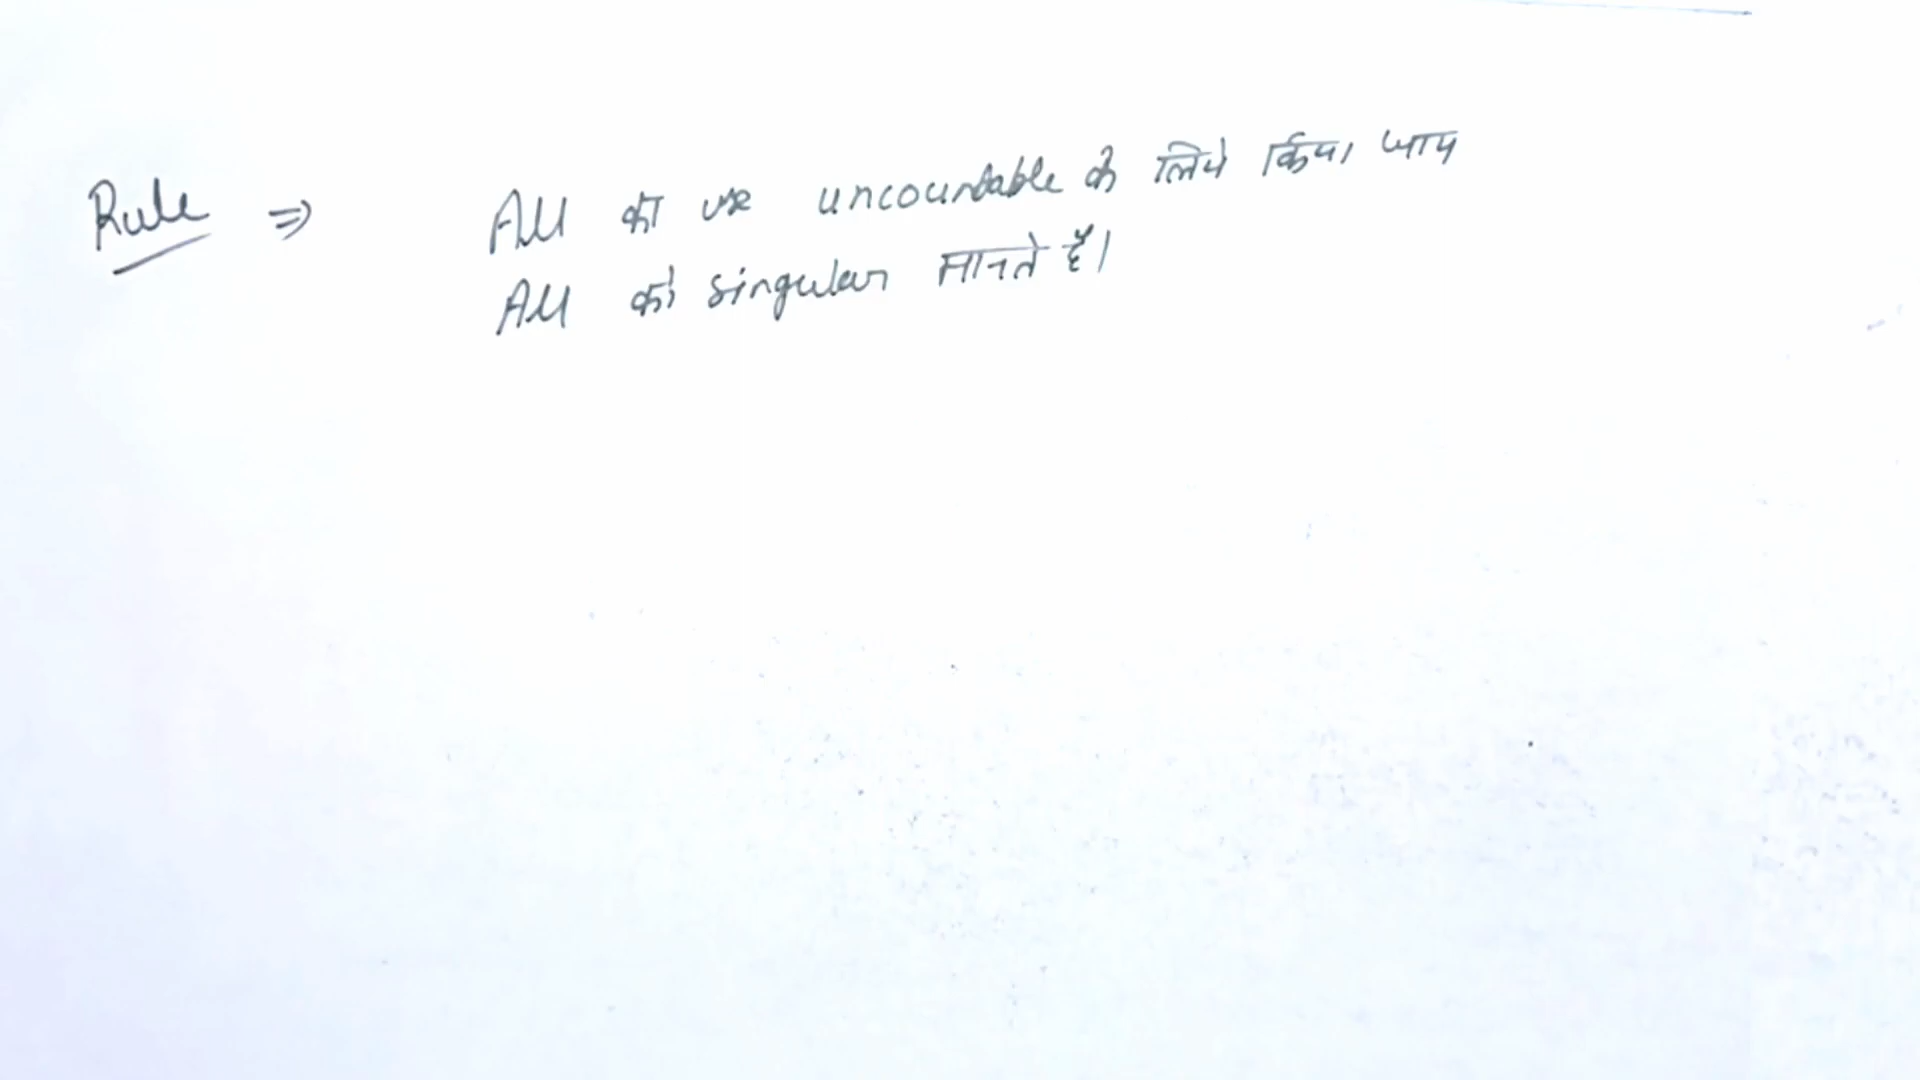 Rule ⇒ All का use uncountable के लिये किया जाय
All को singular मानते हैं।